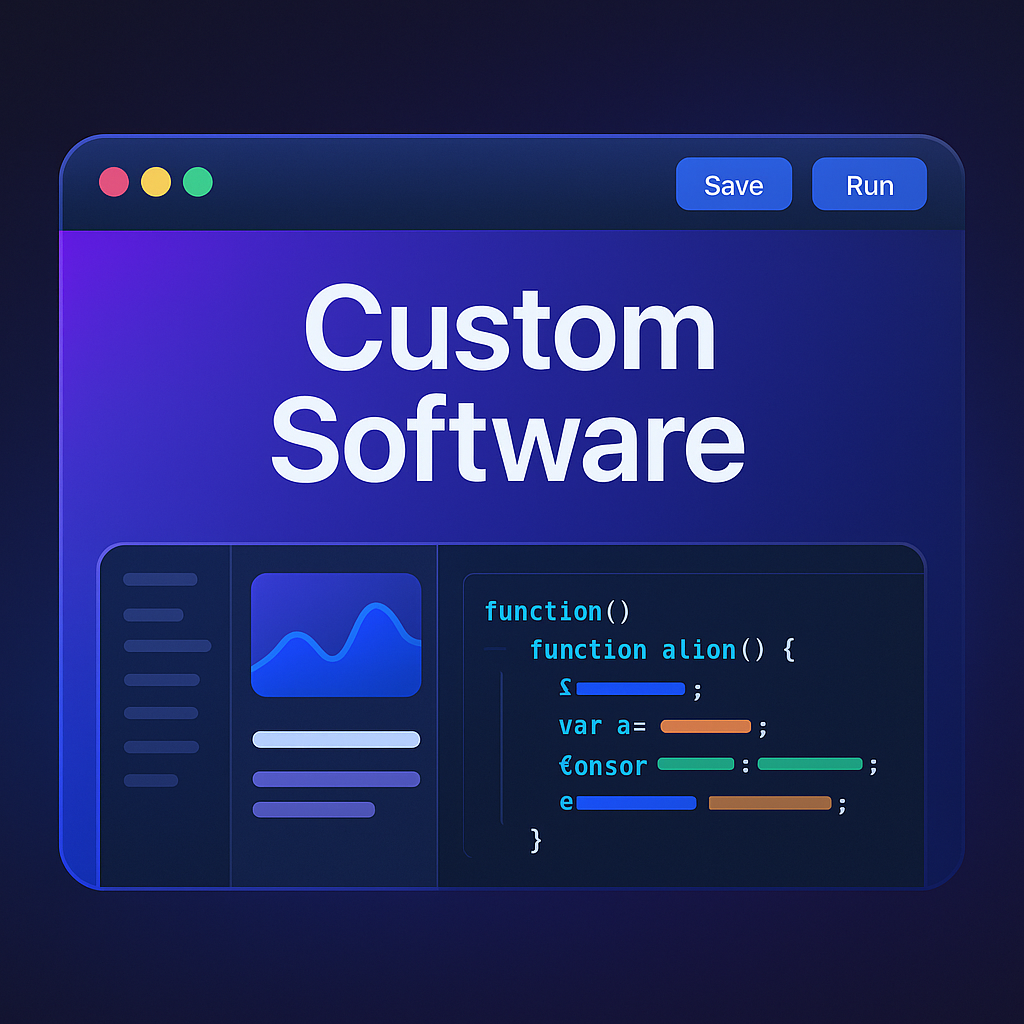 Save
Run
Custom
Software
function()
function alion() {
;
var a= ;
€onsor : ;
e ;
}